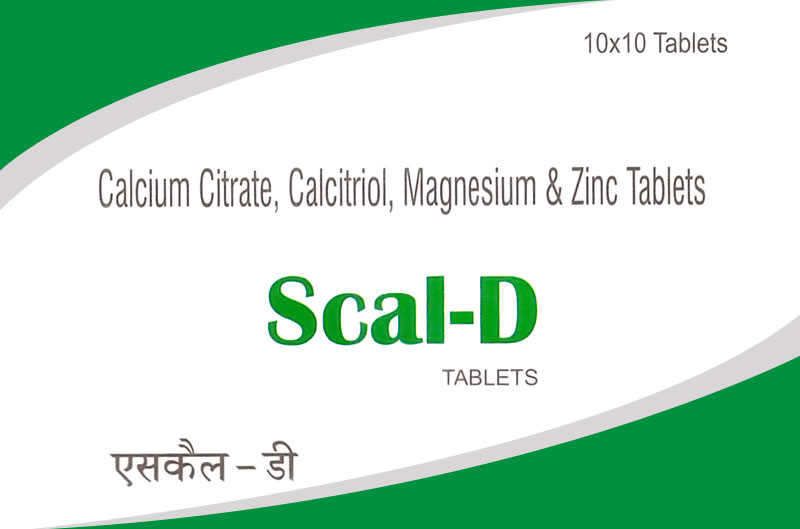 10x10 Tablets
Calcium Citrate, Calcitriol, Magnesium & Zinc Tablets
Scal-D
TABLETS
एसकैल – डी